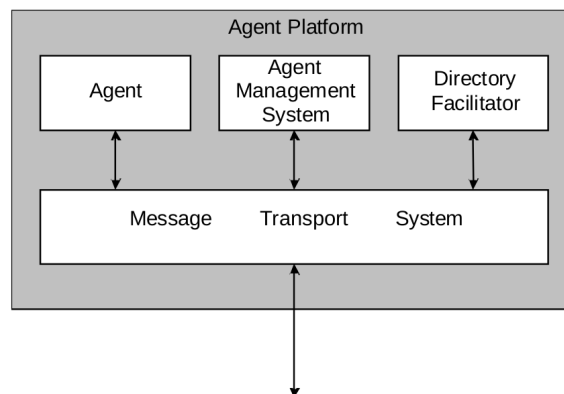 Agent Platform
Agent
Agent
Management
System
Directory
Facilitator
Message Transport System